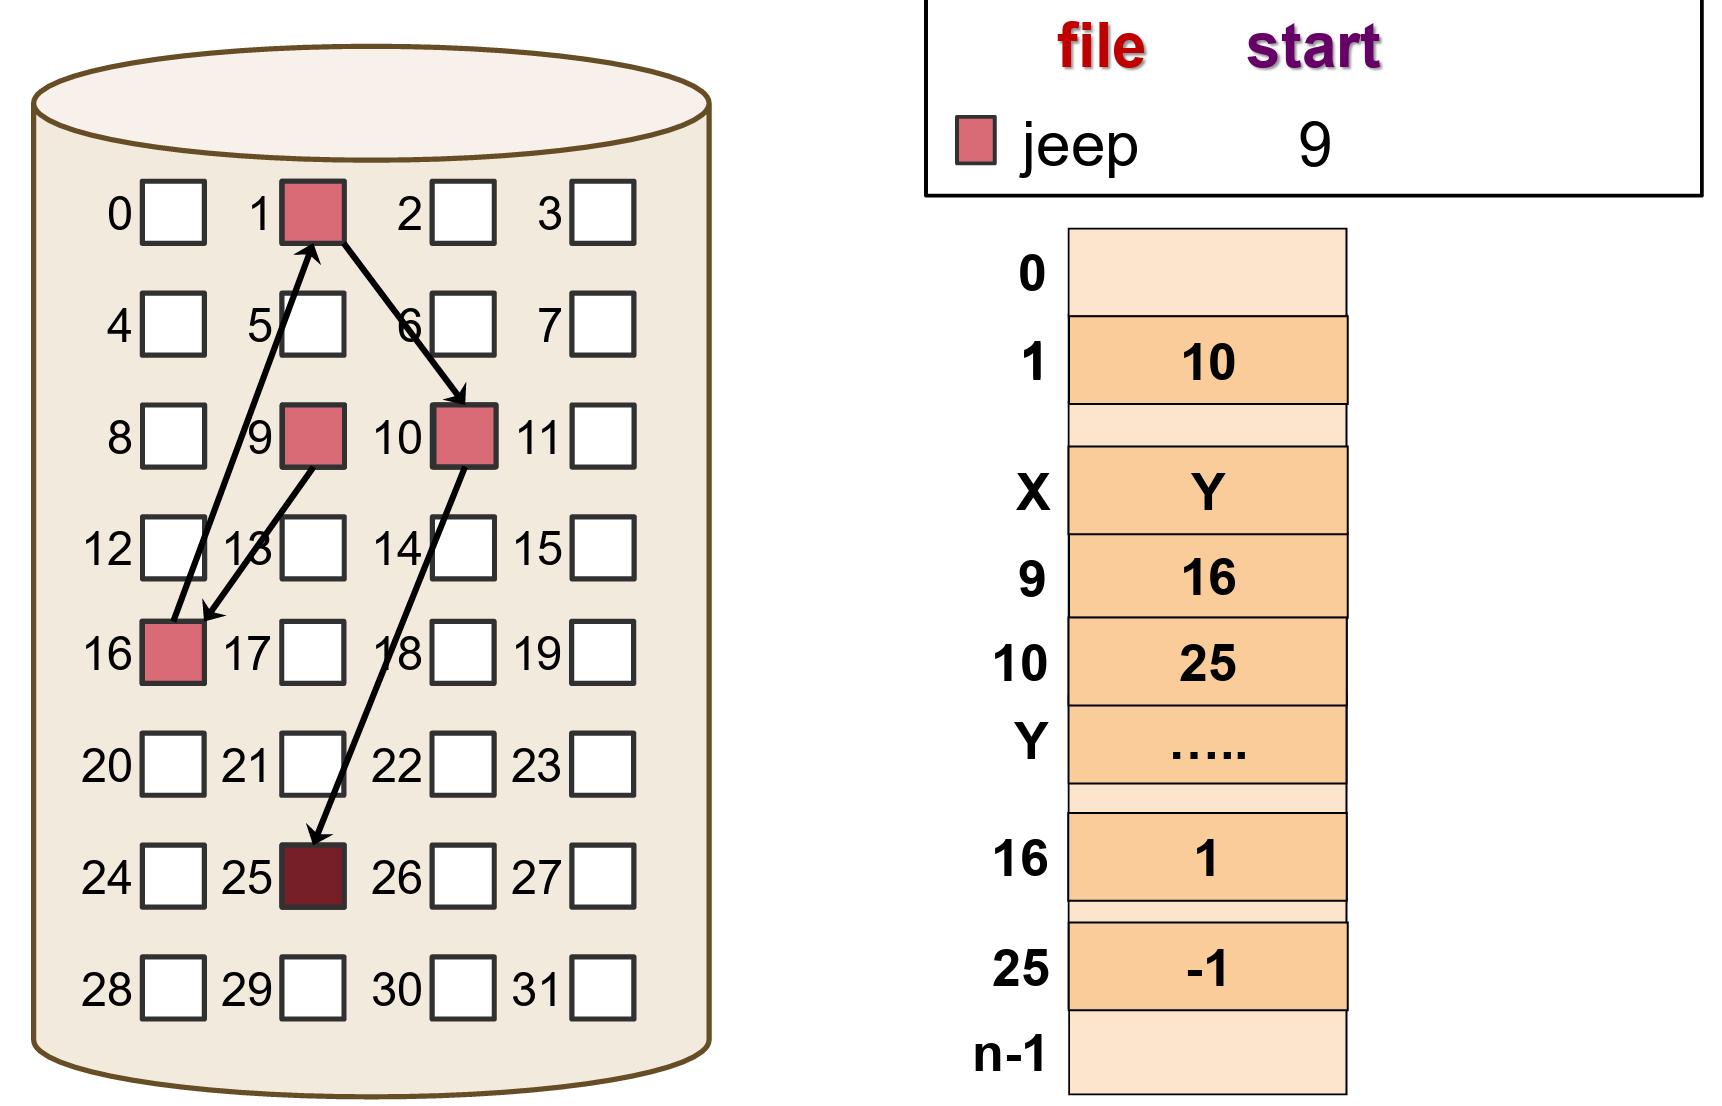 file start
jeep 9
0 1 2 3
4 5 6 7
8 9 10 11
12 13 14 15
16 17 18 19
20 21 22 23
24 25 26 27
28 29 30 31
0
1 10
X Y
9 16
10 25
Y .....
16 1
25 -1
n-1